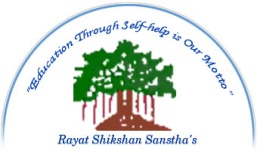 "Education Through Self-help is Our Motto"
Rayat Shikshan Sanstha's